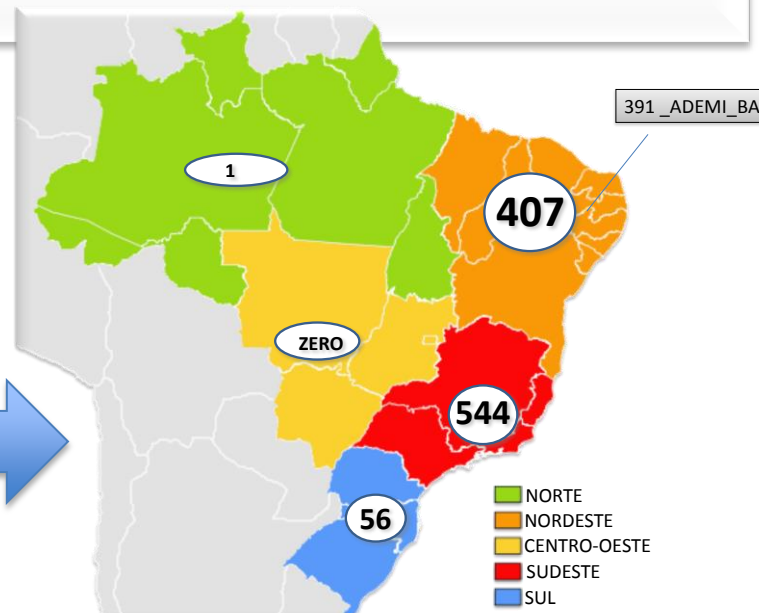 391 _ADEMI_BA
1
407
ZERO
544
56
NORTE
NORDESTE
CENTRO-OESTE
SUDESTE
SUL